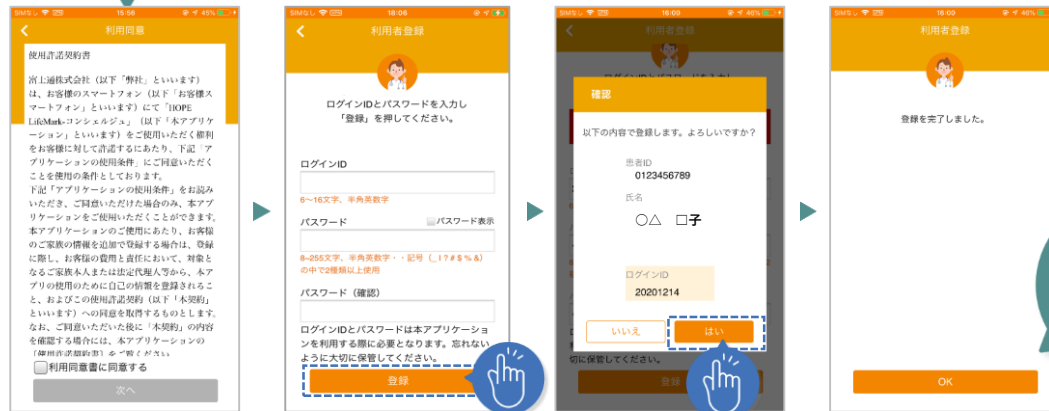 SIMなし 15:56 45%
利用同意
使用許諾契約書
富士通株式会社（以下「弊社」といいます）
は、お客様のスマートフォン（以下「お客様ス
マートフォン」といいます）にて「HOPE
LifeMark-コンシェルジュ」（以下「本アプリケ
ーション」といいます）をご使用いただく権利
をお客様に対して許諾するにあたり、下記「ア
プリケーションの使用条件」にご同意いただく
ことを使用の条件としております。
下記「アプリケーションの使用条件」をお読み
いただき、ご同意いただけた場合のみ、本アプ
リケーションをご使用いただくことができます。
本アプリケーションのご使用にあたり、お客様
のご家族の情報を追加で登録する場合は、登録
に際し、お客様の費用と責任において、対象と
なるご家族本人または法定代理人等から、本ア
プリの使用のために自己の情報を登録されるこ
と、およびこの使用許諾契約（以下「本契約」
といいます）への同意を取得するものとします。
なお、ご同意いただいた後に「本契約」の内容
を確認する場合には、本アプリケーションの
「使用許諾契約書」をご覧ください
利用同意書に同意する
次へ
SIMなし 16:06
利用者登録
ログインIDとパスワードを入力し
「登録」を押してください。
ログインID
6〜16文字、半角英数字
パスワード パスワード表示
8–255文字、半角英数字・・記号（_ ! ? # $ % &）
の中で2種類以上使用
パスワード（確認）
ログインIDとパスワードは本アプリケーショ
ンを利用する際に必要となります。忘れない
ように大切に保管してください。
登録
SIMなし 16:00 46%
利用者登録
ログインIDとパスワードを入力し
確認
以下の内容で登録します。よろしいですか？
患者ID
0123456789
氏名
〇△ □子
ログインID
20201214
いいえ はい
切に保管してください。
登録
SIMなし 16:00 46%
利用者登録
登録を完了しました。
OK